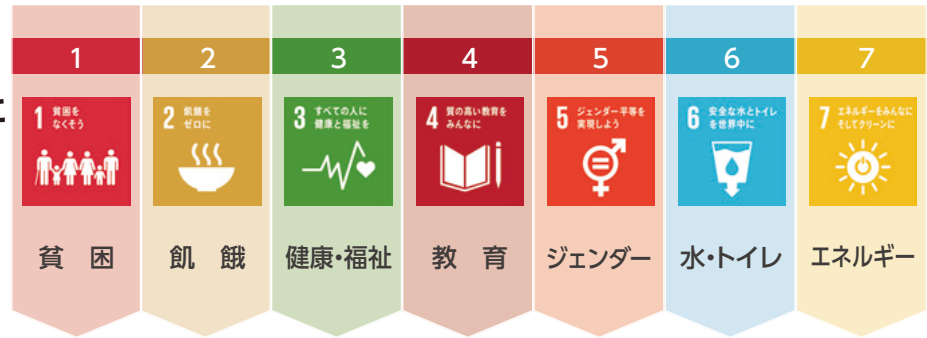 1 2 3 4 5 6 7
と
1 貧困を
なくそう
2 飢餓を
ゼロに
3 すべての人に
健康と福祉を
4 質の高い教育を
みんなに
5 ジェンダー平等を
実現しよう
6 安全な水とトイレ
を世界中に
7 エネルギーをみんなに
そしてクリーンに
貧 困 飢 餓 健康・福祉 教 育 ジェンダー 水・トイレ エネルギー